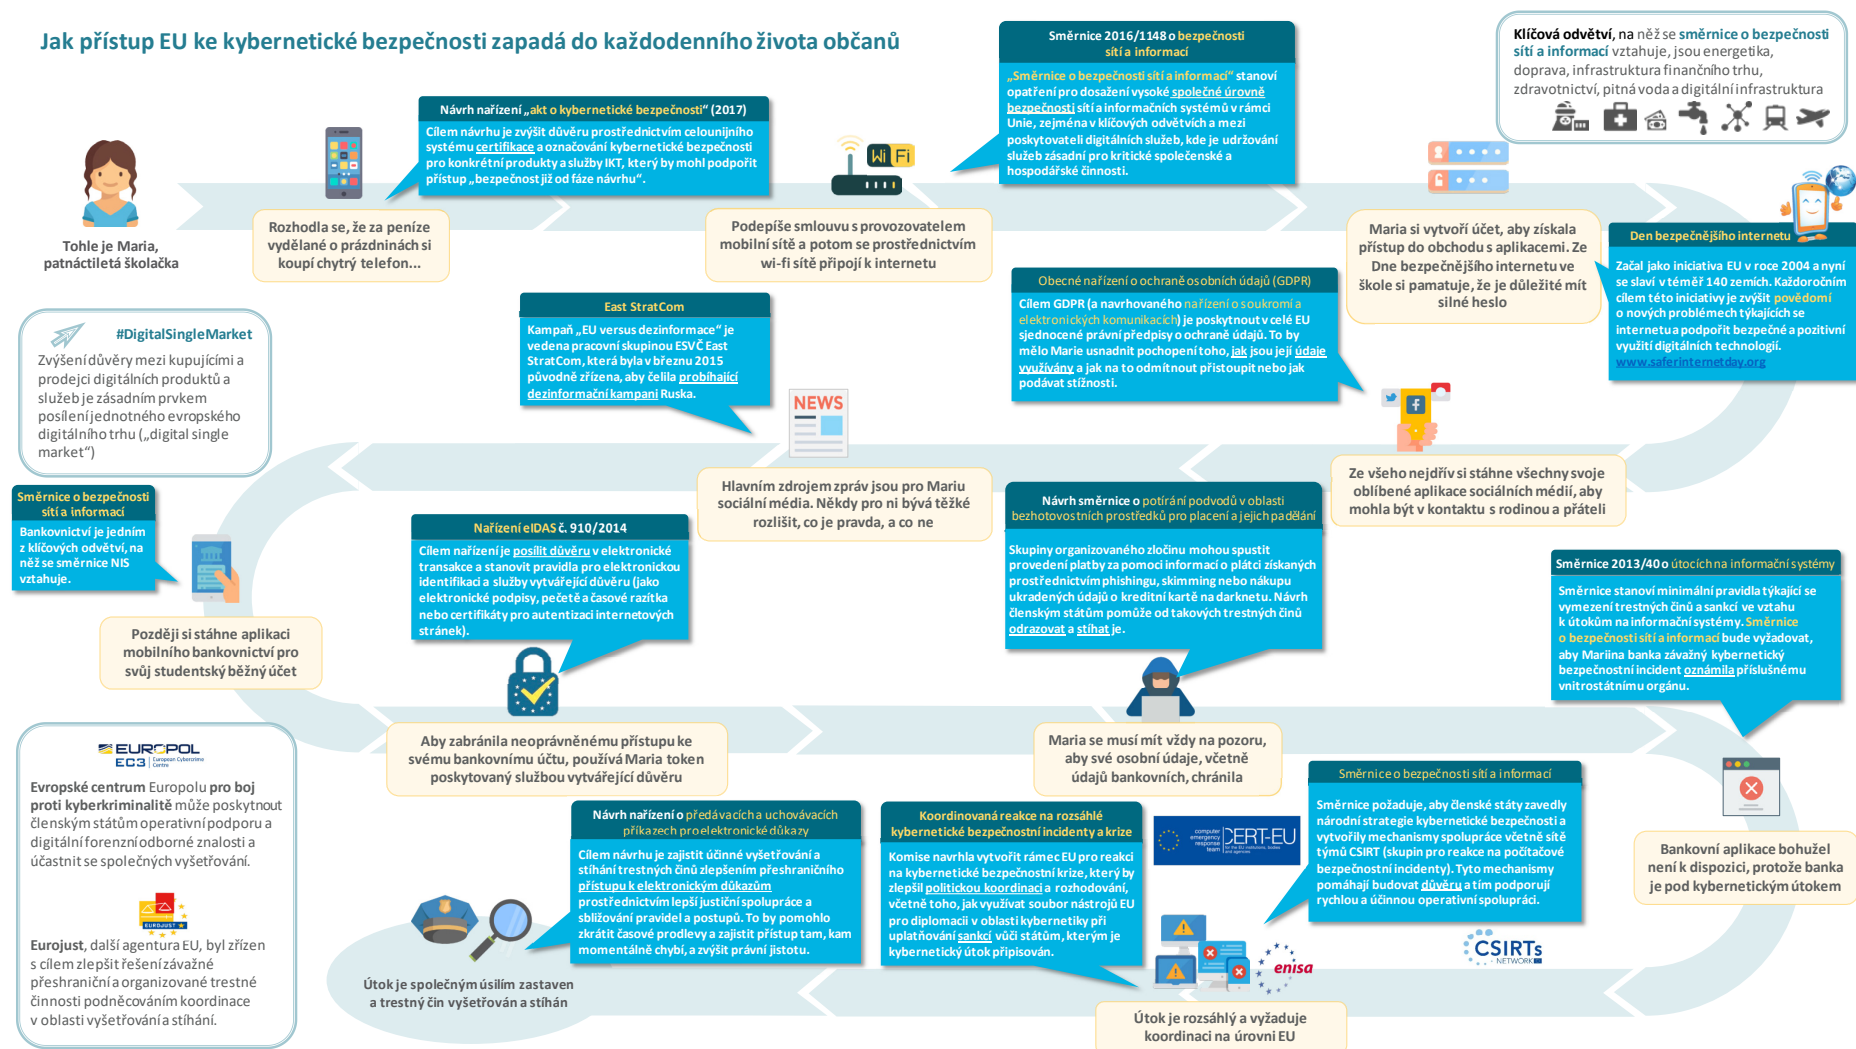 Jak přístup EU ke kybernetické bezpečnosti zapadá do každodenního života občanů
Klíčová odvětví, na něž se směrnice o bezpečnosti
sítí a informací vztahuje, jsou energetika,
doprava, infrastruktura finančního trhu,
zdravotnictví, pitná voda a digitální infrastruktura
Tohle je Maria,
patnáctiletá školačka
Návrh nařízení „akt o kybernetické bezpečnosti“ (2017)
Cílem návrhu je zvýšit důvěru prostřednictvím celounijního
systému certifikace a označování kybernetické bezpečnosti
pro konkrétní produkty a služby IKT, který by mohl podpořit
přístup „bezpečnost již od fáze návrhu“.
Rozhodla se, že za peníze
vydělané o prázdninách si
koupí chytrý telefon...
Wi Fi
Směrnice 2016/1148 o bezpečnosti
sítí a informací
„Směrnice o bezpečnosti sítí a informací“ stanoví
opatření pro dosažení vysoké společné úrovně
bezpečnosti sítí a informačních systémů v rámci
Unie, zejména v klíčových odvětvích a mezi
poskytovateli digitálních služeb, kde je udržování
služeb zásadní pro kritické společenské a
hospodářské činnosti.
Podepíše smlouvu s provozovatelem
mobilní sítě a potom se prostřednictvím
wi-fi sítě připojí k internetu
Maria si vytvoří účet, aby získala
přístup do obchodu s aplikacemi. Ze
Dne bezpečnějšího internetu ve
škole si pamatuje, že je důležité mít
silné heslo
Den bezpečnějšího internetu
Začal jako iniciativa EU v roce 2004 a nyní
se slaví v téměř 140 zemích. Každoročním
cílem této iniciativy je zvýšit povědomí
o nových problémech týkajících se
internetu a podpořit bezpečné a pozitivní
využití digitálních technologií.
www.saferinternetday.org
Obecné nařízení o ochraně osobních údajů (GDPR)
Cílem GDPR (a navrhovaného nařízení o soukromí a
elektronických komunikacích) je poskytnout v celé EU
sjednocené právní předpisy o ochraně údajů. To by
mělo Marie usnadnit pochopení toho, jak jsou její údaje
využívány a jak na to odmítnout přistoupit nebo jak
podávat stížnosti.
Ze všeho nejdřív si stáhne všechny svoje
oblíbené aplikace sociálních médií, aby
mohla být v kontaktu s rodinou a přáteli
East StratCom
Kampaň „EU versus dezinformace“ je
vedena pracovní skupinou ESVČ East
StratCom, která byla v březnu 2015
původně zřízena, aby čelila probíhající
dezinformační kampani Ruska.
NEWS
Hlavním zdrojem zpráv jsou pro Mariu
sociální média. Někdy pro ni bývá těžké
rozlišit, co je pravda, a co ne
#DigitalSingleMarket
Zvýšení důvěry mezi kupujícími a
prodejci digitálních produktů a
služeb je zásadním prvkem
posílení jednotného evropského
digitálního trhu („digital single
market“)
Směrnice o bezpečnosti
sítí a informací
Bankovnictví je jedním
z klíčových odvětví, na
něž se směrnice NIS
vztahuje.
Později si stáhne aplikaci
mobilního bankovnictví pro
svůj studentský běžný účet
Nařízení eIDAS č. 910/2014
Cílem nařízení je posílit důvěru v elektronické
transakce a stanovit pravidla pro elektronickou
identifikaci a služby vytvářející důvěru (jako
elektronické podpisy, pečetě a časové razítka
nebo certifikáty pro autentizaci internetových
stránek).
Aby zabránila neoprávněnému přístupu ke
svému bankovnímu účtu, používá Maria token
poskytovaný službou vytvářející důvěru
Návrh směrnice o potírání podvodů v oblasti
bezhotovostních prostředků pro placení a jejich padělání
Skupiny organizovaného zločinu mohou spustit
provedení platby za pomoci informací o plátci získaných
prostřednictvím phishingu, skimming nebo nákupu
ukradených údajů o kreditní kartě na darknetu. Návrh
členským státům pomůže od takových trestných činů
odrazovat a stíhat je.
Maria se musí mít vždy na pozoru,
aby své osobní údaje, včetně
údajů bankovních, chránila
Směrnice 2013/40 o útocích na informační systémy
Směrnice stanoví minimální pravidla týkající se
vymezení trestných činů a sankcí ve vztahu
k útokům na informační systémy. Směrnice
o bezpečnosti sítí a informací bude vyžadovat,
aby Mariina banka závažný kybernetický
bezpečnostní incident oznámila příslušnému
vnitrostátnímu orgánu.
Bankovní aplikace bohužel
není k dispozici, protože banka
je pod kybernetickým útokem
Směrnice o bezpečnosti sítí a informací
Směrnice požaduje, aby členské státy zavedly
národní strategie kybernetické bezpečnosti a
vytvořily mechanismy spolupráce včetně sítě
týmů CSIRT (skupin pro reakce na počítačové
bezpečnostní incidenty). Tyto mechanismy
pomáhají budovat důvěru a tím podporují
rychlou a účinnou operativní spolupráci.
CSIRTs
NETWORK
computer
emergency
response
team
CERT-EU
for the EU institutions, bodies
and agencies
enisa
Koordinovaná reakce na rozsáhlé
kybernetické bezpečnostní incidenty a krize
Komise navrhla vytvořit rámec EU pro reakci
na kybernetické bezpečnostní krize, který by
zlepšil politickou koordinaci a rozhodování,
včetně toho, jak využívat soubor nástrojů EU
pro diplomacii v oblasti kybernetiky při
uplatňování sankcí vůči státům, kterým je
kybernetický útok připisován.
Útok je rozsáhlý a vyžaduje
koordinaci na úrovni EU
Návrh nařízení o předávacích a uchovávacích
příkazech pro elektronické důkazy
Cílem návrhu je zajistit účinné vyšetřování a
stíhání trestných činů zlepšením přeshraničního
přístupu k elektronickým důkazům
prostřednictvím lepší justiční spolupráce a
sbližování pravidel a postupů. To by pomohlo
zkrátit časové prodlevy a zajistit přístup tam, kam
momentálně chybí, a zvýšit právní jistotu.
Útok je společným úsilím zastaven
a trestný čin vyšetřován a stíhán
EUROPOL
EC3 European Cybercrime
Centre
Evropské centrum Europolu pro boj
proti kyberkriminalitě může poskytnout
členským státům operativní podporu a
digitální forenzní odborné znalosti a
účastnit se společných vyšetřování.
EUROJUST
Eurojust, další agentura EU, byl zřízen
s cílem zlepšit řešení závažné
přeshraniční a organizované trestné
činnosti podněcováním koordinace
v oblasti vyšetřování a stíhání.